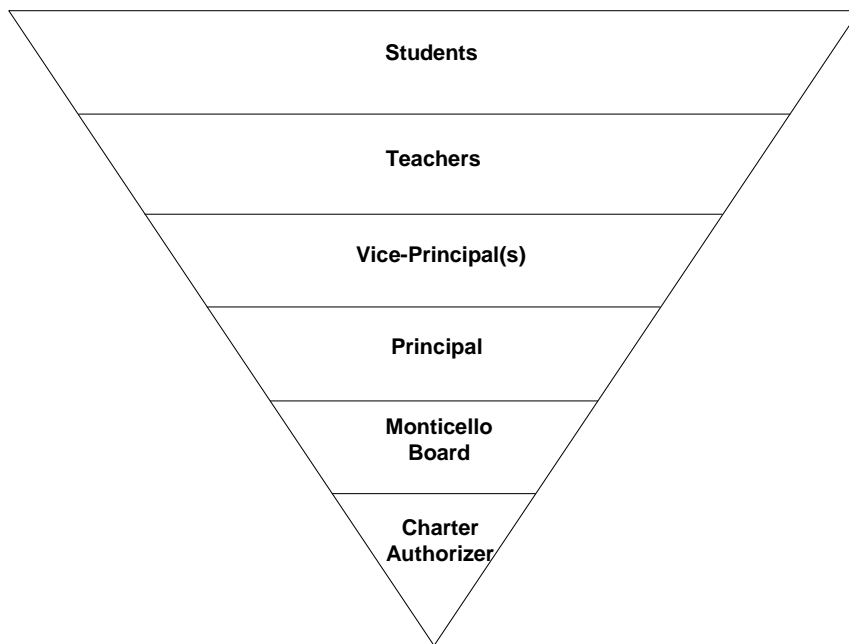 Students
Teachers
Vice-Principal(s)
Principal
Monticello
Board
Charter
Authorizer